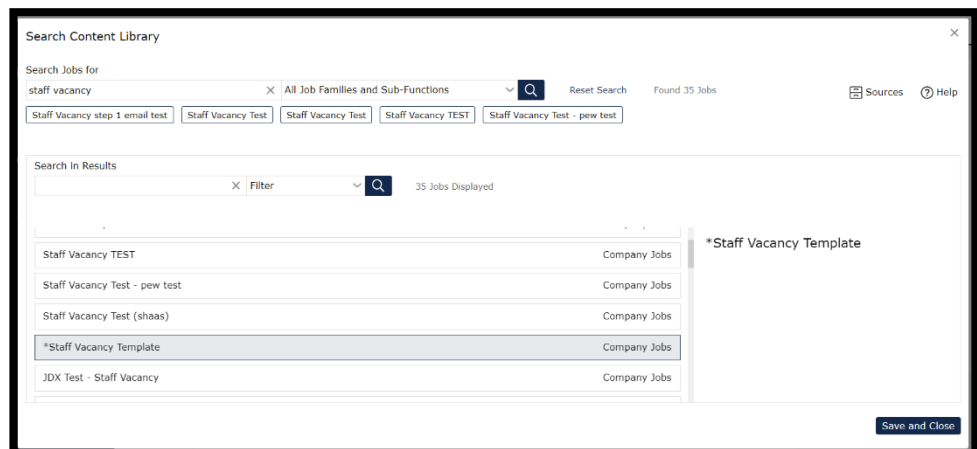 Search Content Library
Search Jobs for
staff vacancy All Job Families and Sub-Functions Reset Search Found 35 Jobs Sources Help
Staff Vacancy step 1 email test Staff Vacancy Test Staff Vacancy Test Staff Vacancy TEST Staff Vacancy Test - pew test
Search in Results
Filter 35 Jobs Displayed
Staff Vacancy TEST Company Jobs
*Staff Vacancy Template
Staff Vacancy Test - pew test Company Jobs
Staff Vacancy Test (shaas) Company Jobs
*Staff Vacancy Template Company Jobs
JDX Test - Staff Vacancy Company Jobs
Save and Close